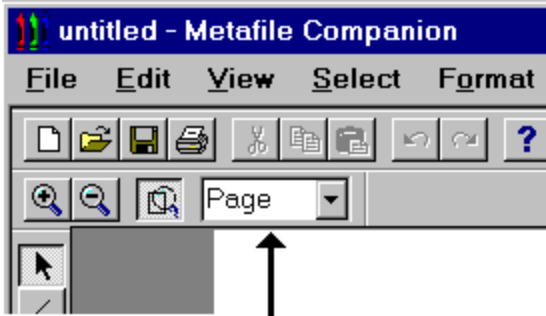 untitled - Metafile Companion
File Edit View Select Format
?
Page